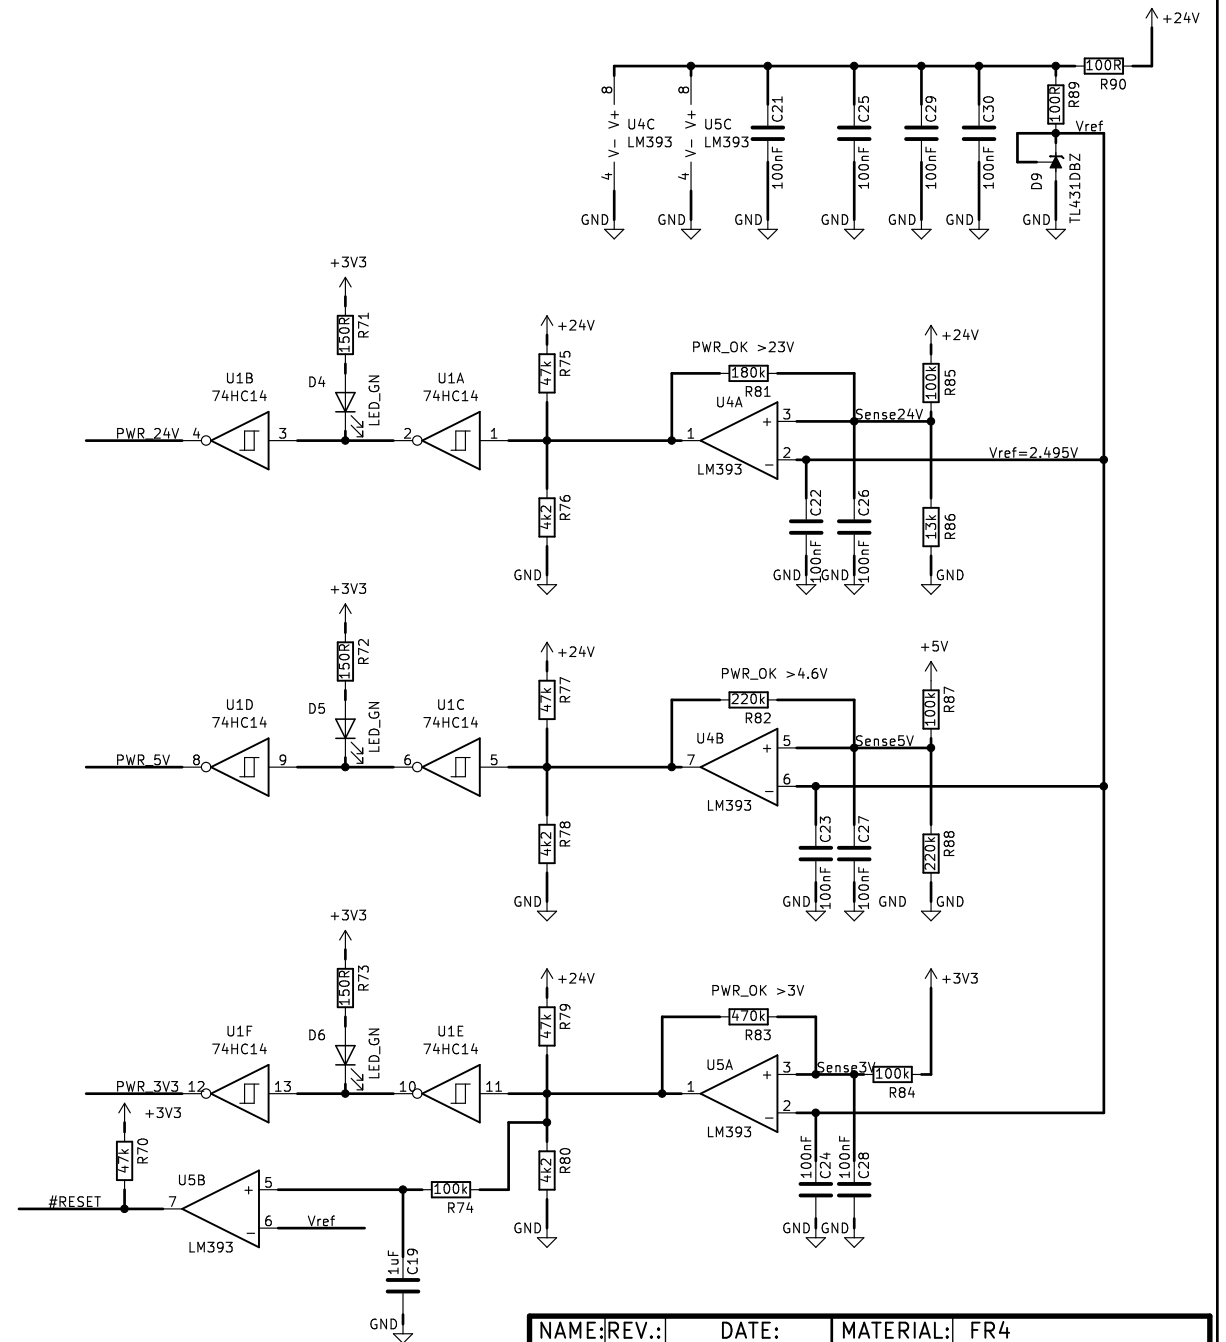 +24V
100R
R90
8
V+
V-
4
U4C
LM393
GND
8
V+
V-
4
U5C
LM393
GND
C21
100nF
GND
C25
100nF
GND
C29
100nF
GND
C30
100nF
GND
100R
R89
Vref
D9
TL431DBZ
GND
+3V3
150R
R71
D4
LED_GN
U1B
74HC14
PWR_24V
4
3
U1A
74HC14
2
1
+24V
47k
R75
4k2
R76
GND
PWR_OK >23V
180k
R81
U4A
LM393
1
3
+
2
-
Sense24V
Vref=2.495V
+24V
100k
R85
13k
R86
GND
C22
100nF
GND
C26
100nF
GND
+3V3
150R
R72
D5
LED_GN
U1D
74HC14
PWR_5V
8
9
U1C
74HC14
6
5
+24V
47k
R77
4k2
R78
GND
PWR_OK >4.6V
220k
R82
U4B
LM393
7
5
+
6
-
Sense5V
+5V
100k
R87
220k
R88
GND
C23
100nF
GND
C27
100nF
GND
+3V3
150R
R73
D6
LED_GN
U1F
74HC14
PWR_3V3
12
13
U1E
74HC14
10
11
+24V
47k
R79
4k2
R80
GND
PWR_OK >3V
470k
R83
U5A
LM393
1
3
+
2
-
Sense3V
100k
R84
+3V3
100nF
C24
GND
100nF
C28
GND
+3V3
47k
R70
#RESET
U5B
LM393
7
5
+
6
-
Vref
100k
R74
1uF
C19
GND
NAME: REV.: DATE: MATERIAL: FR4